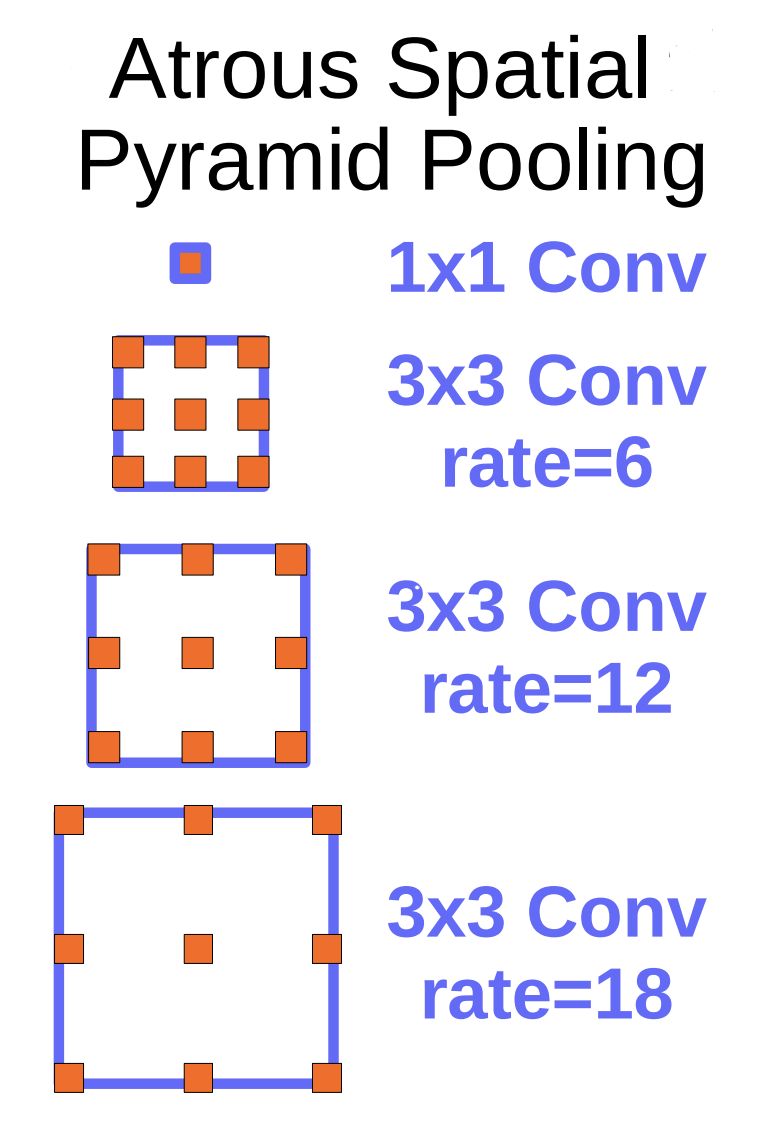 Atrous Spatial
Pyramid Pooling
1x1 Conv
3x3 Conv
rate=6
3x3 Conv
rate=12
3x3 Conv
rate=18